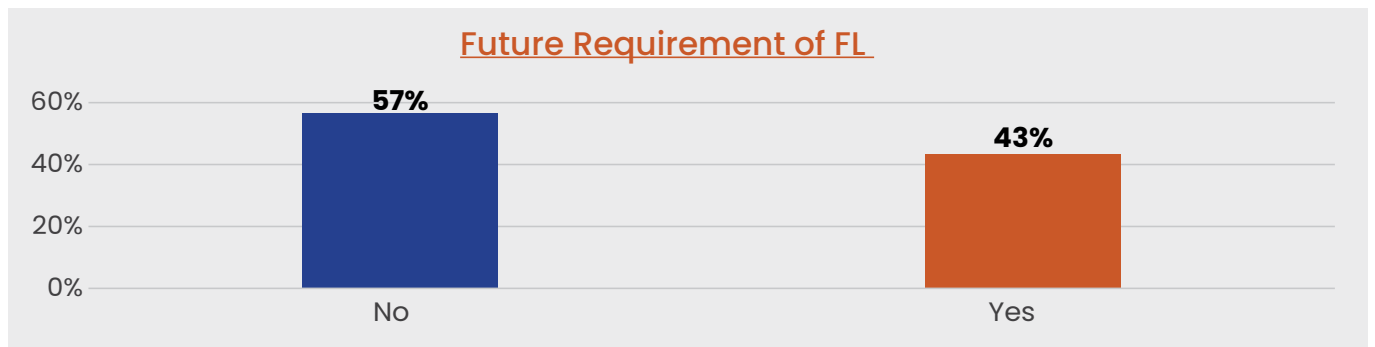 Future Requirement of FL
60%
57%
43%
40%
20%
0%
No
Yes